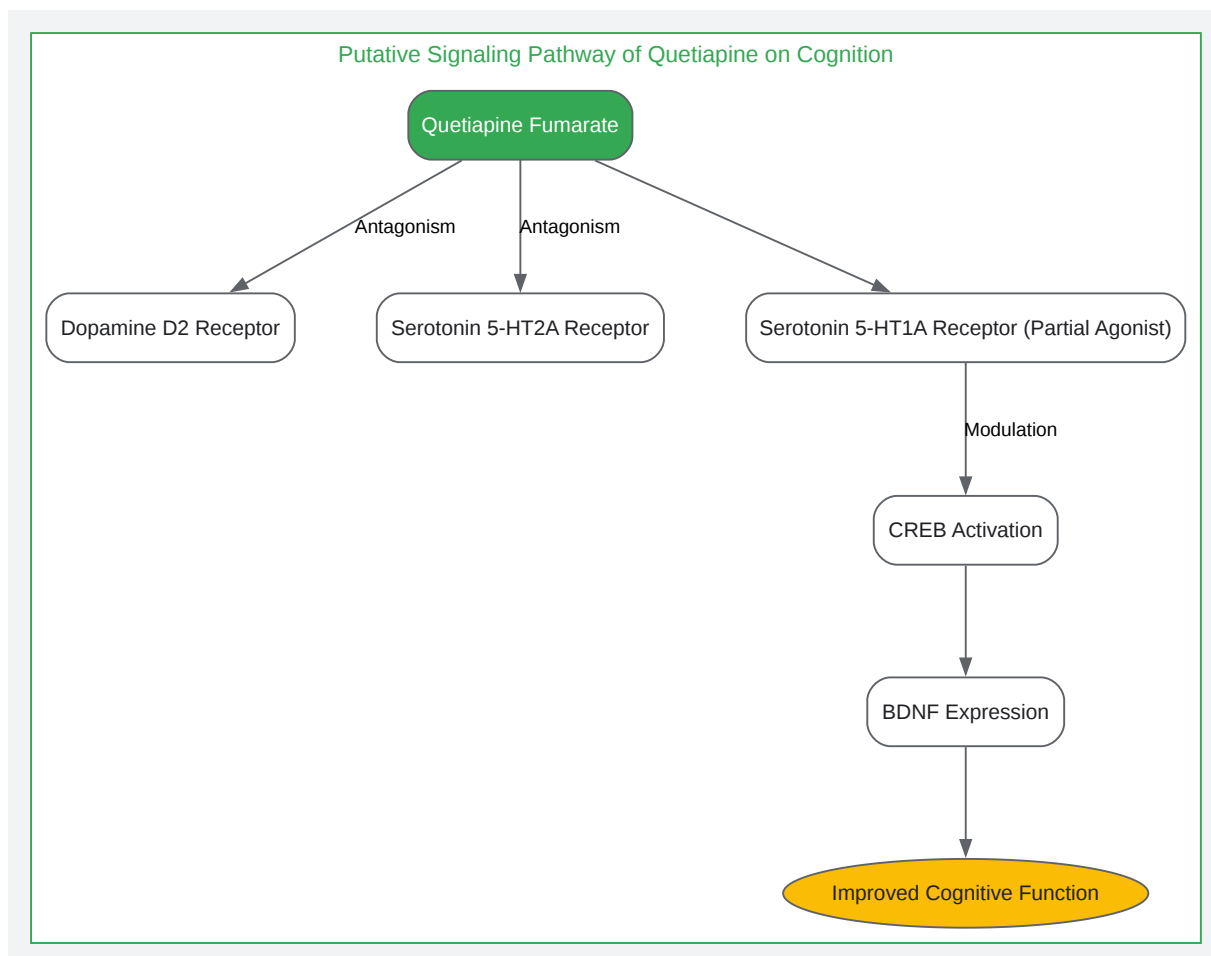 Putative Signaling Pathway of Quetiapine on Cognition
Quetiapine Fumarate
Antagonism
Antagonism
Dopamine D2 Receptor
Serotonin 5-HT2A Receptor
Serotonin 5-HT1A Receptor (Partial Agonist)
Modulation
CREB Activation
BDNF Expression
Improved Cognitive Function